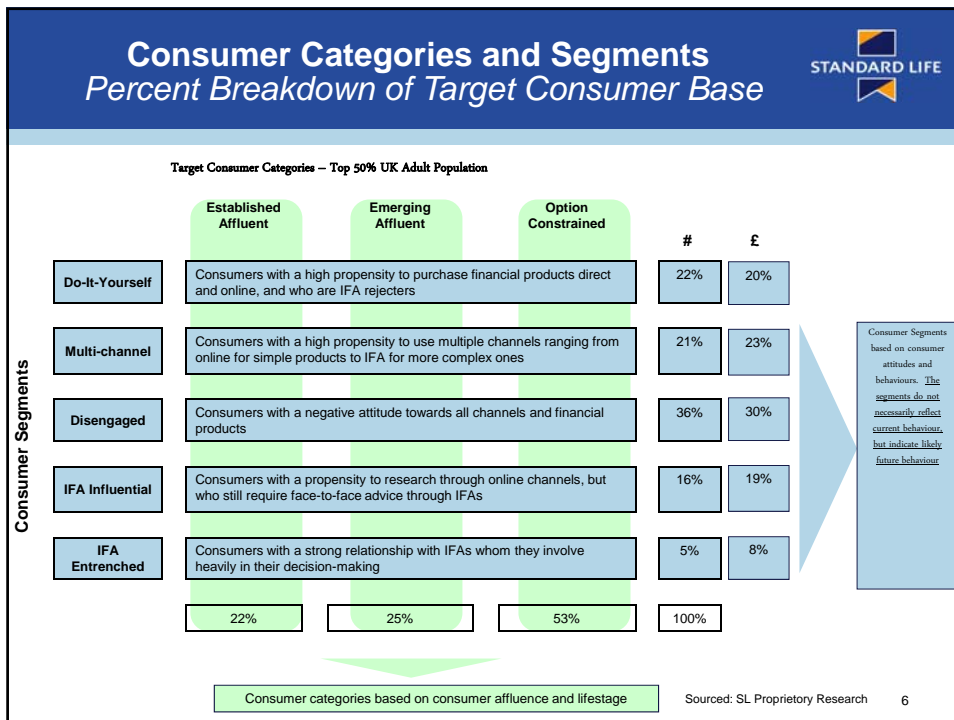 Consumer Categories and Segments
Percent Breakdown of Target Consumer Base
STANDARD LIFE
Target Consumer Categories – Top 50% UK Adult Population
Established
Affluent
Emerging
Affluent
Option
Constrained
# £
Consumer Segments
Do-It-Yourself
Consumers with a high propensity to purchase financial products direct
and online, and who are IFA rejecters
22% 20%
Multi-channel
Consumers with a high propensity to use multiple channels ranging from
online for simple products to IFA for more complex ones
21% 23%
Disengaged
Consumers with a negative attitude towards all channels and financial
products
36% 30%
IFA Influential
Consumers with a propensity to research through online channels, but
who still require face-to-face advice through IFAs
16% 19%
IFA
Entrenched
Consumers with a strong relationship with IFAs whom they involve
heavily in their decision-making
5% 8%
22% 25% 53% 100%
Consumer Segments
based on consumer
attitudes and
behaviours. The
segments do not
necessarily reflect
current behaviour,
but indicate likely
future behaviour
Consumer categories based on consumer affluence and lifestage
Sourced: SL Proprietory Research 6